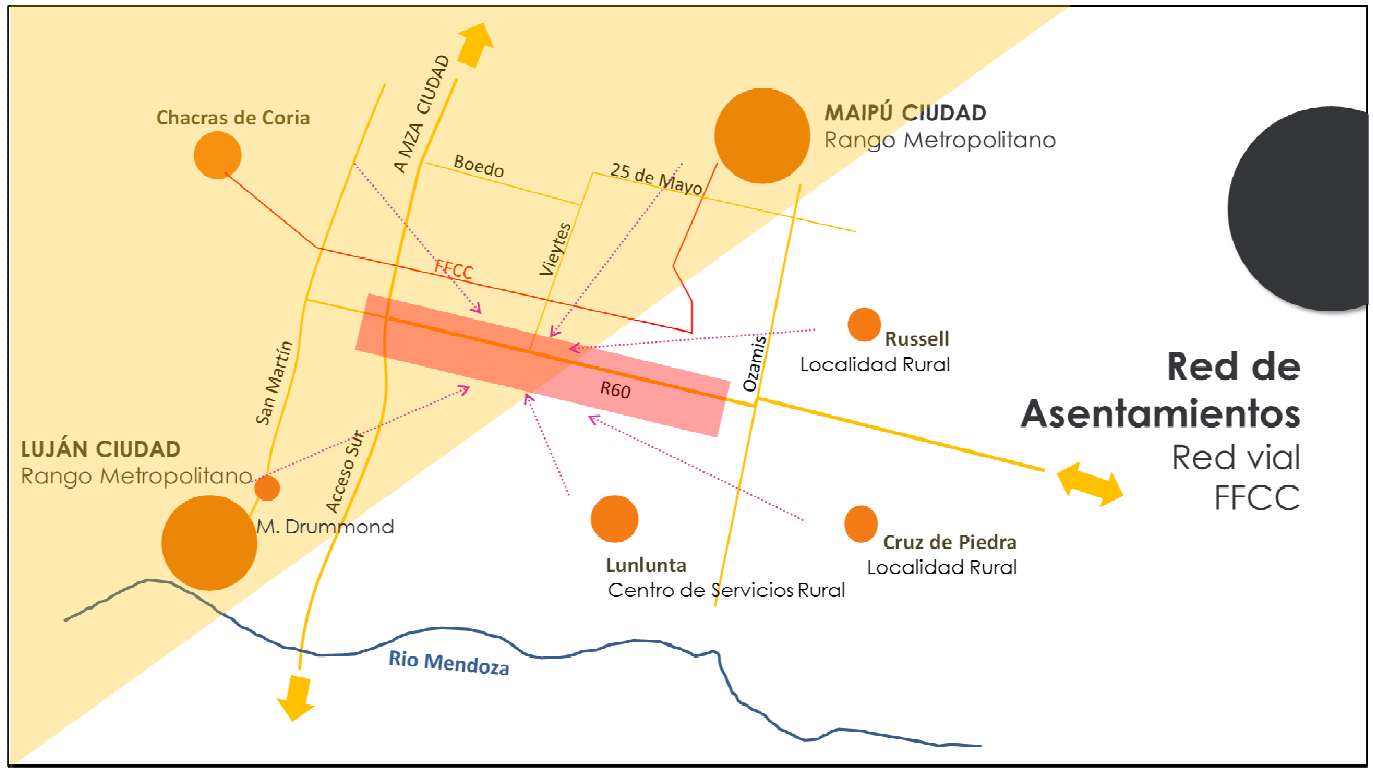 Chacras de Coria
A MZA CIUDAD
MAIPÚ CIUDAD
Rango Metropolitano
Boedo
25 de Mayo
Vieytes
FFCC
San Martín
Ozamis
Russell
Localidad Rural
R60
Red de
Asentamientos
Red vial
FFCC
LUJÁN CIUDAD
Rango Metropolitano
Acceso Sur
M. Drummond
Lunlunta
Centro de Servicios Rural
Cruz de Piedra
Localidad Rural
Rio Mendoza